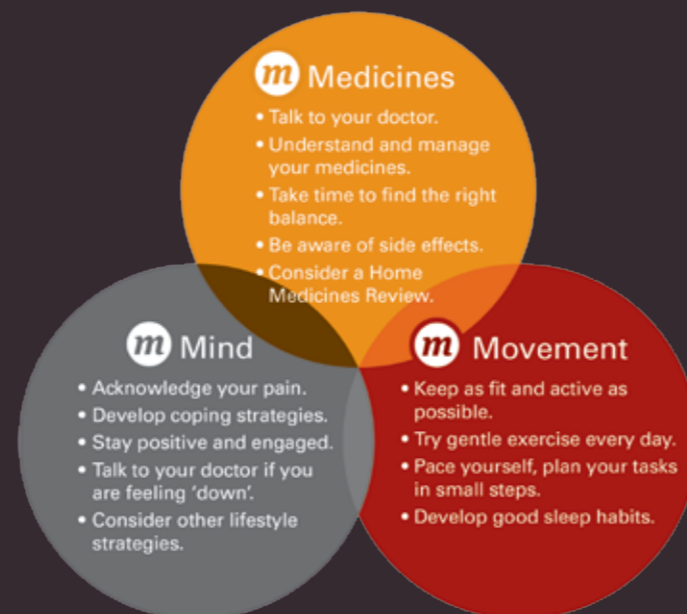 m Medicines
• Talk to your doctor.
• Understand and manage
your medicines.
• Take time to find the right
balance.
• Be aware of side effects.
• Consider a Home
Medicines Review.
m Mind
• Acknowledge your pain.
• Develop coping strategies.
• Stay positive and engaged.
• Talk to your doctor if you
are feeling ‘down’.
• Consider other lifestyle
strategies.
m Movement
• Keep as fit and active as
possible.
• Try gentle exercise every day.
• Pace yourself, plan your tasks
in small steps.
• Develop good sleep habits.